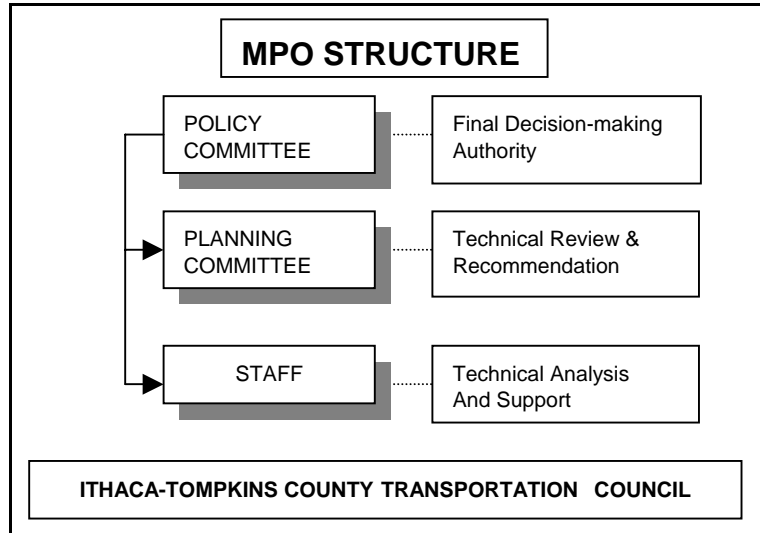 MPO STRUCTURE
POLICY
COMMITTEE
Final Decision-making
Authority
PLANNING
COMMITTEE
Technical Review &
Recommendation
STAFF
Technical Analysis
And Support
ITHACA-TOMPKINS COUNTY TRANSPORTATION COUNCIL